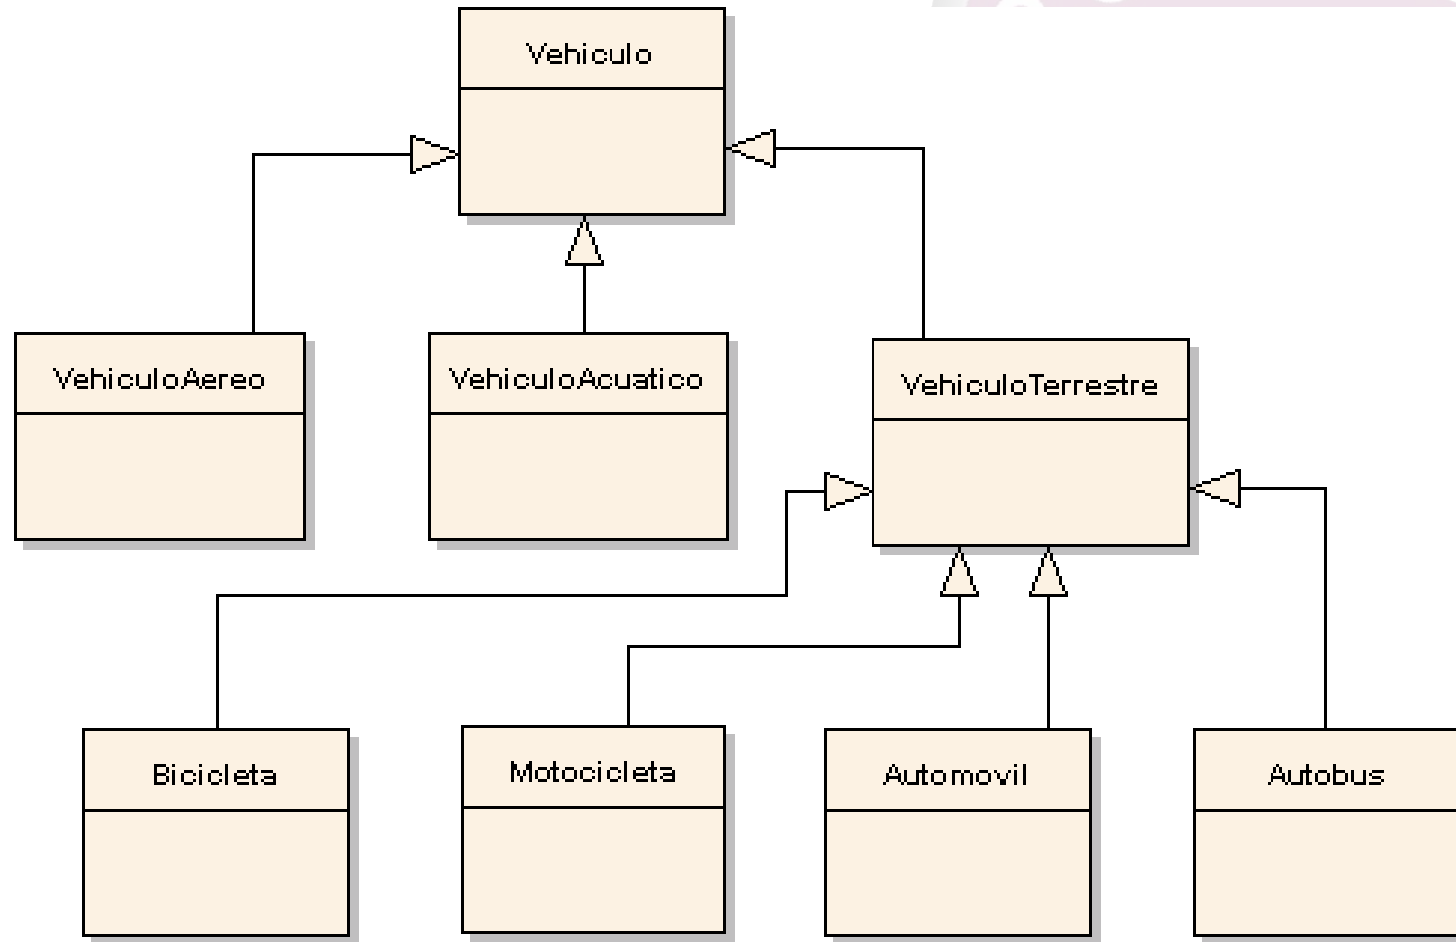 Vehiculo
VehiculoAereo
VehiculoAcuatico
VehiculoTerrestre
Bicicleta
Motocicleta
Automovil
Autobus